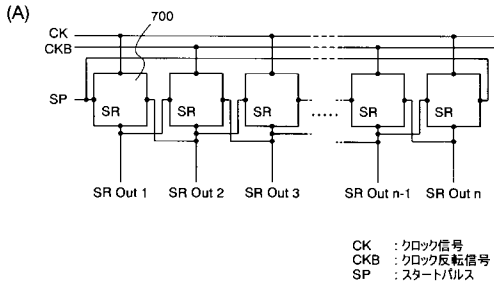 (A)
700
CK
CKB
SP
SR SR SR SR SR
SR Out 1 SR Out 2 SR Out 3 SR Out n-1 SR Out n
CK : クロック信号
CKB : クロック反転信号
SP : スタートパルス